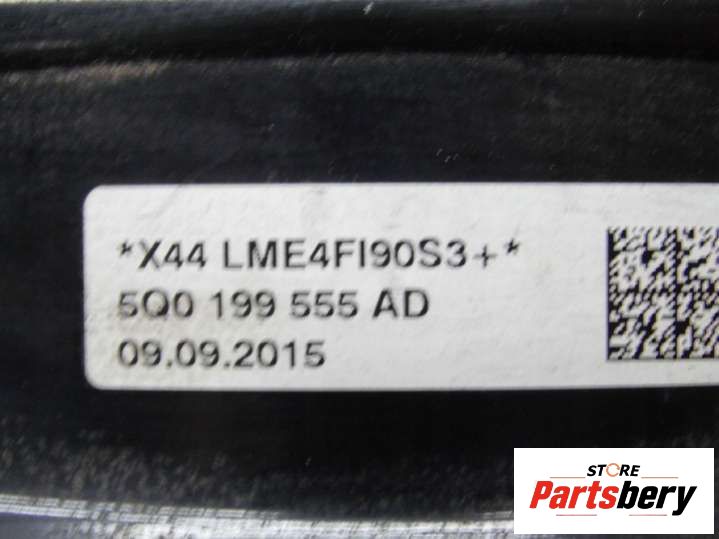 *X44 LME4FI90S3+*
5Q0 199 555 AD
09.09.2015
STORE
Partsbery